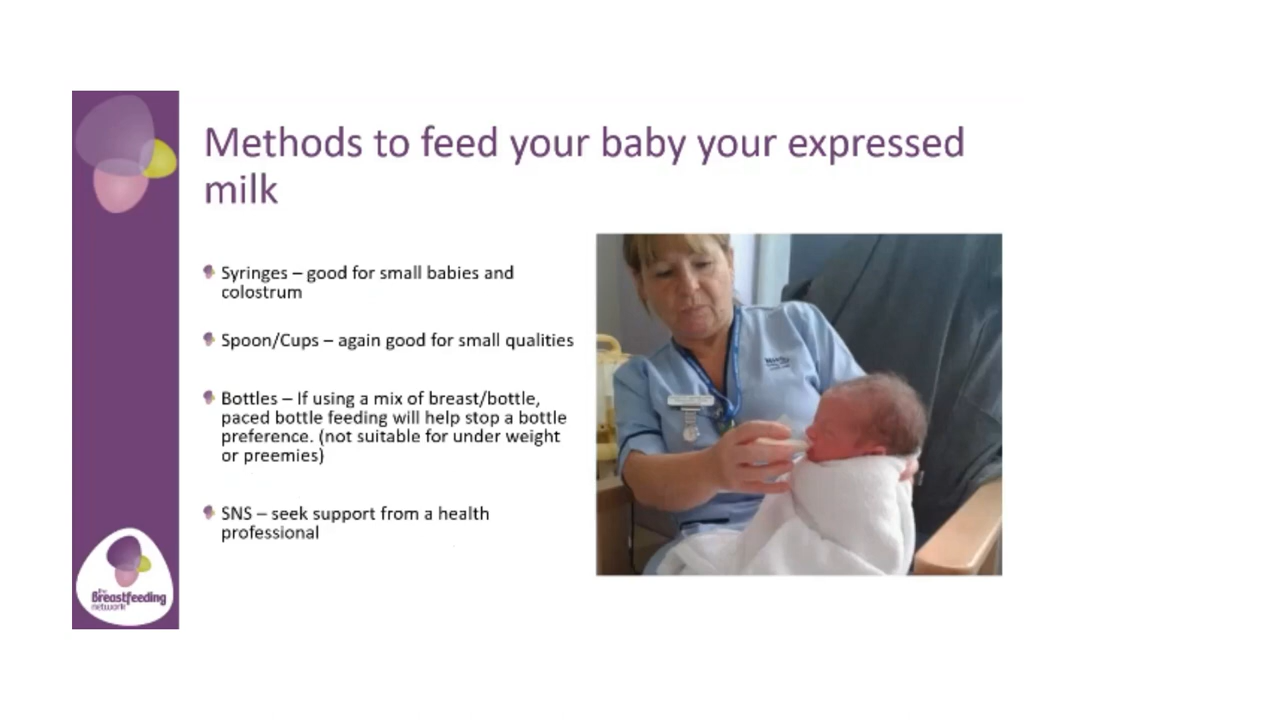 Methods to feed your baby your expressed
milk
Syringes – good for small babies and
colostrum
Spoon/Cups – again good for small qualities
Bottles – If using a mix of breast/bottle,
paced bottle feeding will help stop a bottle
preference. (not suitable for under weight
or preemies)
SNS – seek support from a health
professional
the
Breastfeeding
network